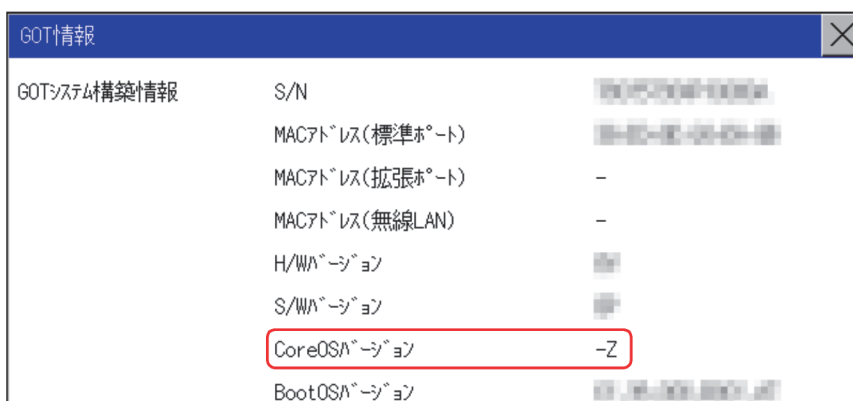 GOT情報
GOTシステム構築情報 S/N
MACアドレス(標準ポート)
MACアドレス(拡張ポート) -
MACアドレス(無線LAN) -
H/Wバージョン
S/Wバージョン
CoreOSバージョン -Z
BootOSバージョン